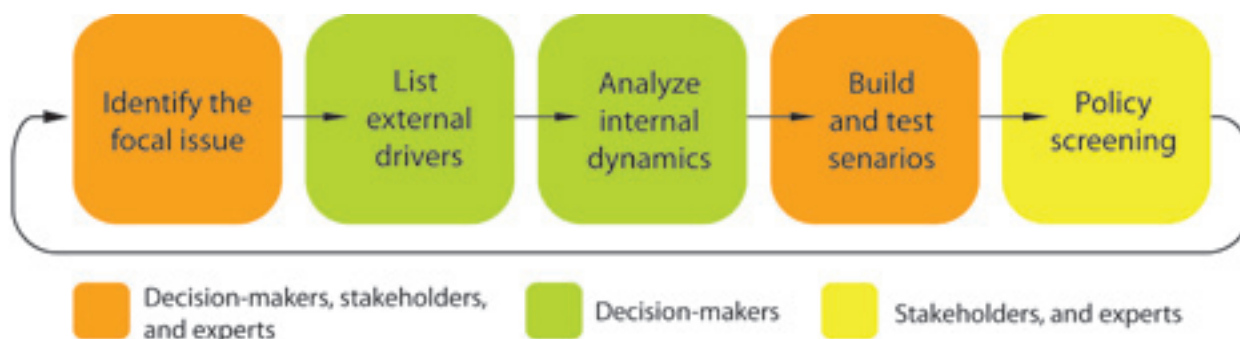 Identify the
focal issue
List
external
drivers
Analyze
internal
dynamics
Build
and test
senarios
Policy
screening
Decision-makers, stakeholders,
and experts
Decision-makers
Stakeholders, and experts